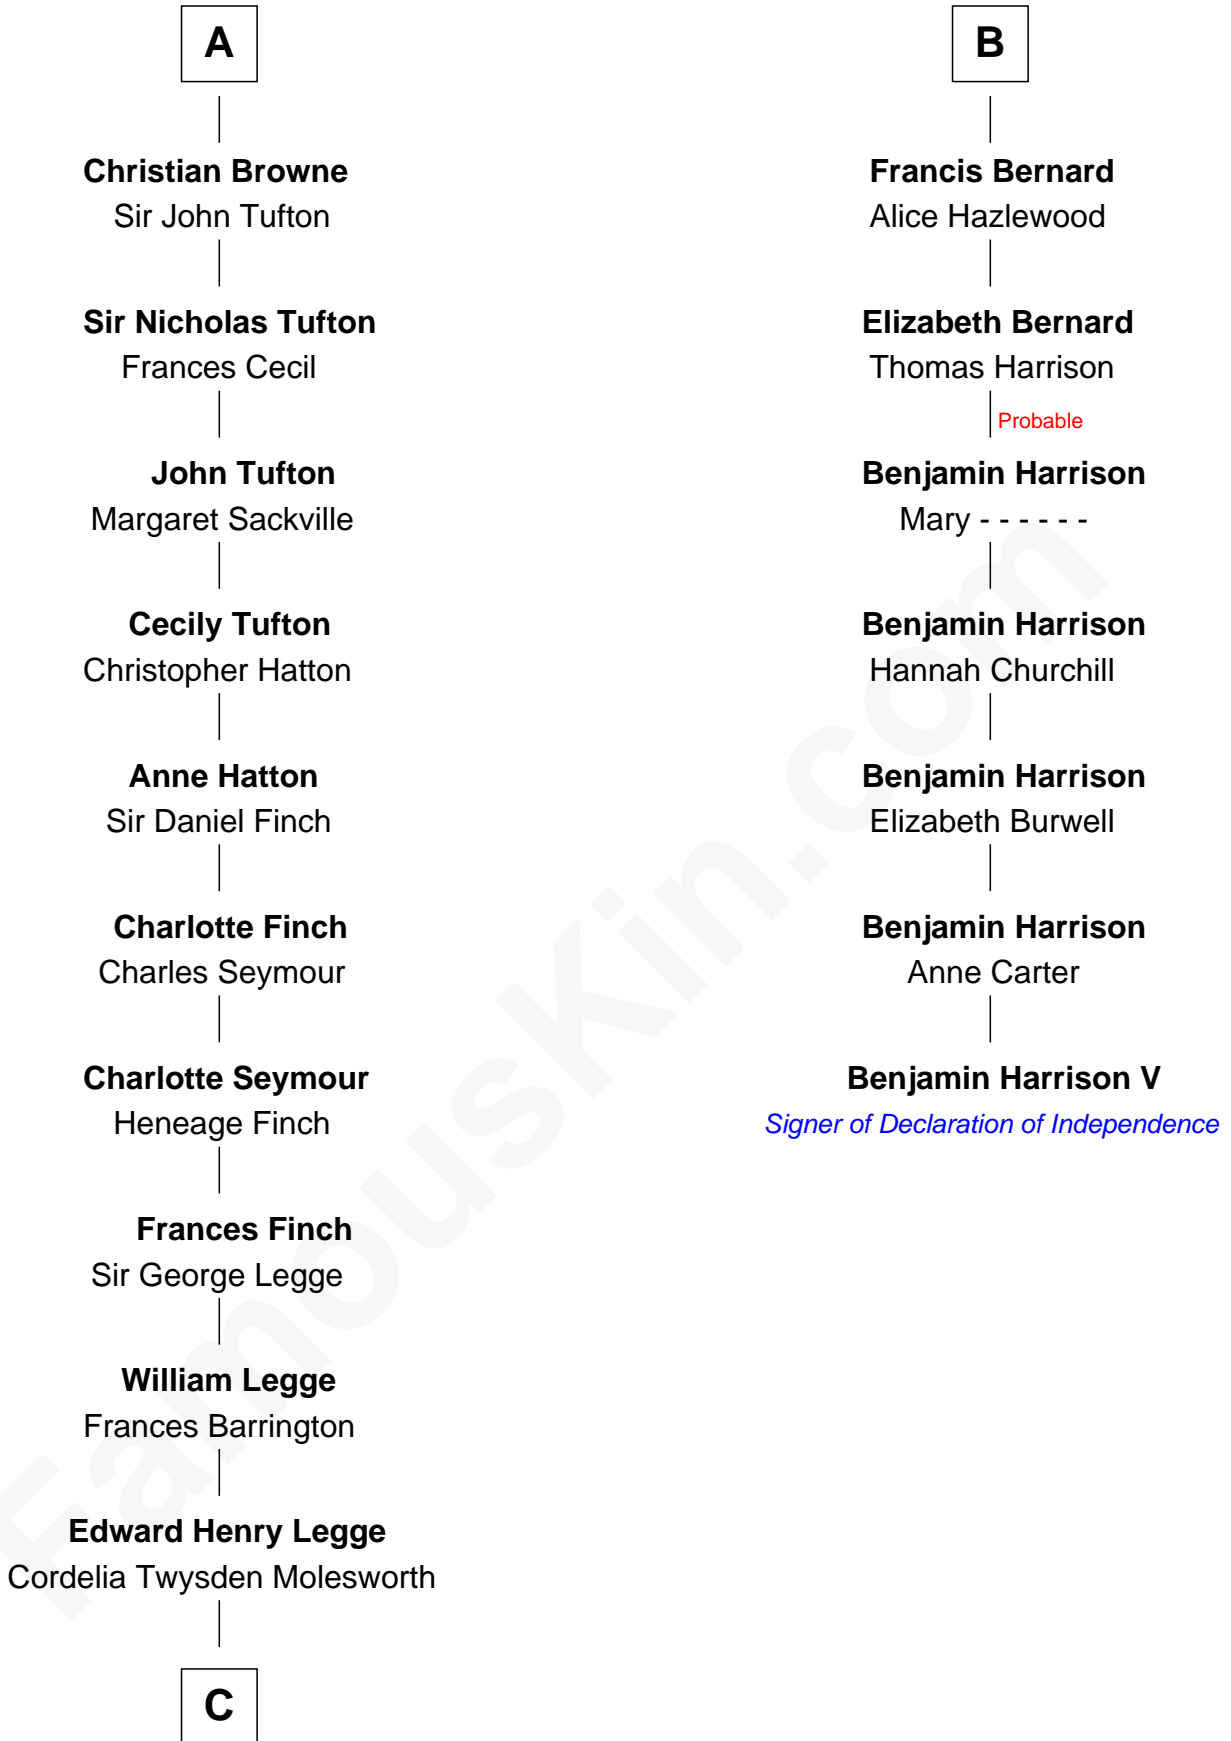 A
Christian Browne
Sir John Tufton
Sir Nicholas Tufton
Frances Cecil
John Tufton
Margaret Sackville
Cecily Tufton
Christopher Hatton
Anne Hatton
Sir Daniel Finch
Charlotte Finch
Charles Seymour
Charlotte Seymour
Heneage Finch
Frances Finch
Sir George Legge
William Legge
Frances Barrington
Edward Henry Legge
Cordelia Twysden Molesworth
C
B
Francis Bernard
Alice Hazlewood
Elizabeth Bernard
Thomas Harrison
Probable
Benjamin Harrison
Mary - - - - - -
Benjamin Harrison
Hannah Churchill
Benjamin Harrison
Elizabeth Burwell
Benjamin Harrison
Anne Carter
Benjamin Harrison V
Signer of Declaration of Independence
FamousKin.com